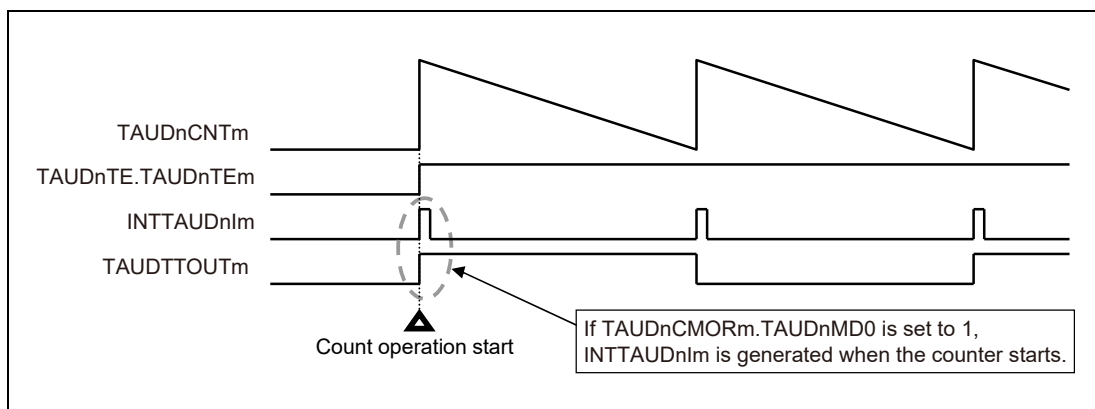 TAUDnCNTm
TAUDnTE.TAUDnTEm
INTTAUDnIm
TAUDTTOUTm
Count operation start
If TAUDnCMORm.TAUDnMD0 is set to 1,
INTTAUDnIm is generated when the counter starts.